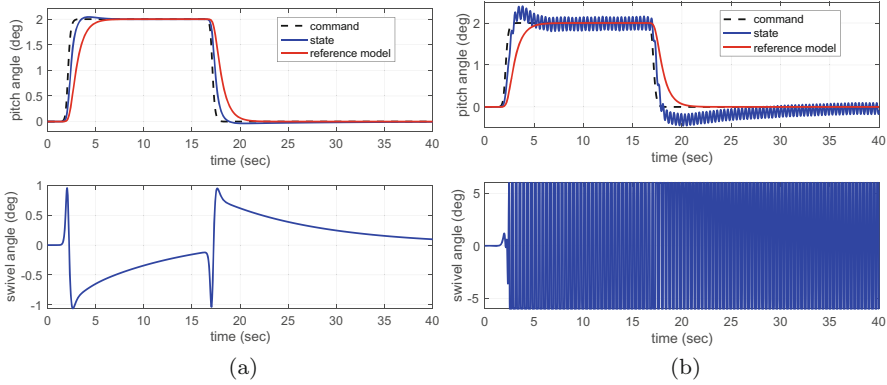 2
1.5
1
0.5
0
pitch angle (deg)
command
state
reference model
0 5 10 15 20 25 30 35 40
time (sec)
1
0.5
0
-0.5
-1
swivel angle (deg)
0 5 10 15 20 25 30 35 40
time (sec)
(a)
2
0
pitch angle (deg)
command
state
reference model
0 5 10 15 20 25 30 35 40
time (sec)
5
0
-5
swivel angle (deg)
0 5 10 15 20 25 30 35 40
time (sec)
(b)